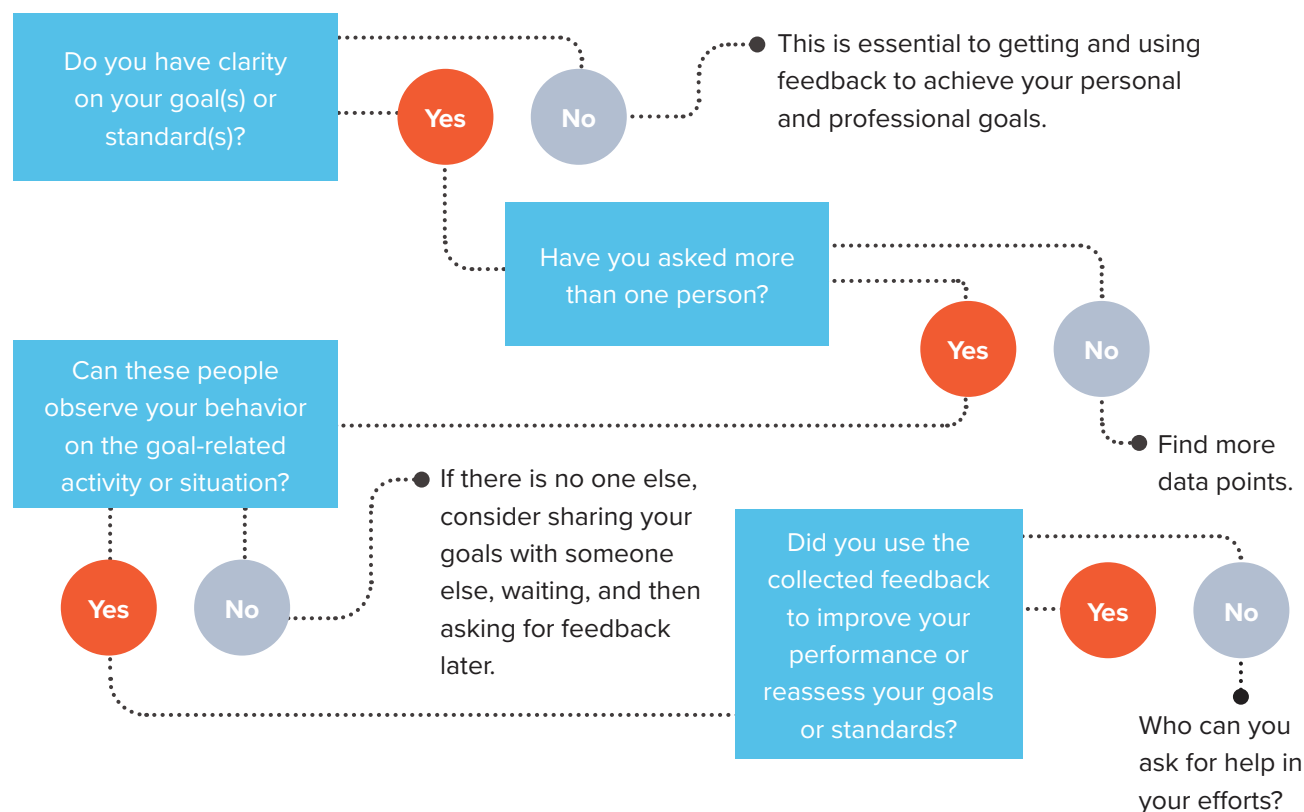 Do you have clarity
on your goal(s) or
standard(s)?
Yes
No
This is essential to getting and using
feedback to achieve your personal
and professional goals.
Have you asked more
than one person?
Yes
No
Find more
data points.
Can these people
observe your behavior
on the goal-related
activity or situation?
Yes
No
If there is no one else,
consider sharing your
goals with someone
else, waiting, and then
asking for feedback
later.
Did you use the
collected feedback
to improve your
performance or
reassess your goals
or standards?
Yes
No
Who can you
ask for help in
your efforts?